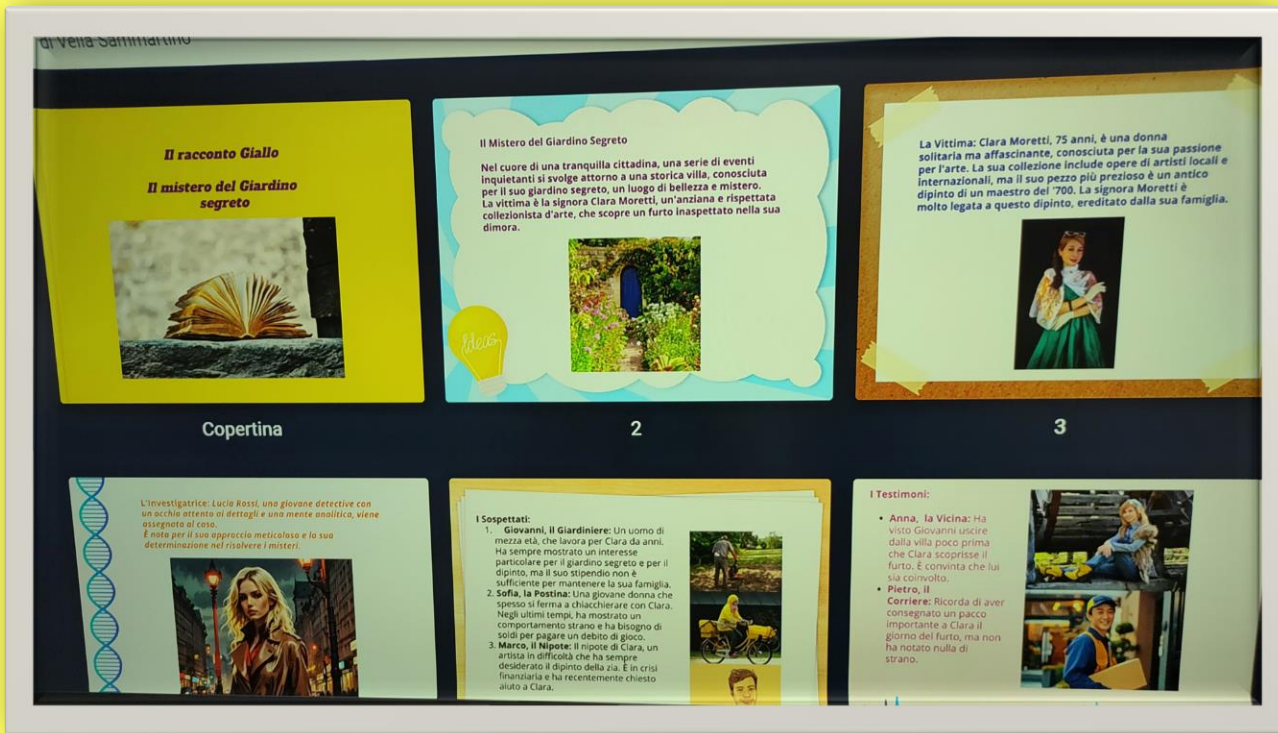 di Vella Sammartino
Il racconto Giallo
Il mistero del Giardino
segreto
Copertina
Il Mistero del Giardino Segreto
Nel cuore di una tranquilla cittadina, una serie di eventi
inquietanti si svolge attorno a una storica villa, conosciuta
per il suo giardino segreto, un luogo di bellezza e mistero.
La vittima è la signora Clara Moretti, un'anziana e rispettata
collezionista d'arte, che scopre un furto inaspettato nella sua
dimora.
Ideas
2
La Vittima: Clara Moretti, 75 anni, è una donna
solitaria ma affascinante, conosciuta per la sua passione
per l'arte. La sua collezione include opere di artisti locali e
internazionali, ma il suo pezzo più prezioso è un antico
dipinto di un maestro del '700. La signora Moretti è
molto legata a questo dipinto, ereditato dalla sua famiglia.
3
L'investigatrice: Lucia Rossi, una giovane detective con
un occhio attento ai dettagli e una mente analitica, viene
assegnata al caso.
È nota per il suo approccio meticoloso e la sua
determinazione nel risolvere i misteri.
I Sospettati:
1. Giovanni, il Giardiniere: Un uomo di
mezza età, che lavora per Clara da anni.
Ha sempre mostrato un interesse
particolare per il giardino segreto e per il
dipinto, ma il suo stipendio non è
sufficiente per mantenere la sua famiglia.
2. Sofia, la Postina: Una giovane donna che
spesso si ferma a chiacchierare con Clara.
Negli ultimi tempi, ha mostrato un
comportamento strano e ha bisogno di
soldi per pagare un debito di gioco.
3. Marco, il Nipote: Il nipote di Clara, un
artista in difficoltà che ha sempre
desiderato il dipinto della zia. È in crisi
finanziaria e ha recentemente chiesto
aiuto a Clara.
I Testimoni:
• Anna, la Vicina: Ha
visto Giovanni uscire
dalla villa poco prima
che Clara scoprisse il
furto. È convinta che lui
sia coinvolto.
• Pietro, il
Corriere: Ricorda di aver
consegnato un pacco
importante a Clara il
giorno del furto, ma non
ha notato nulla di
strano.